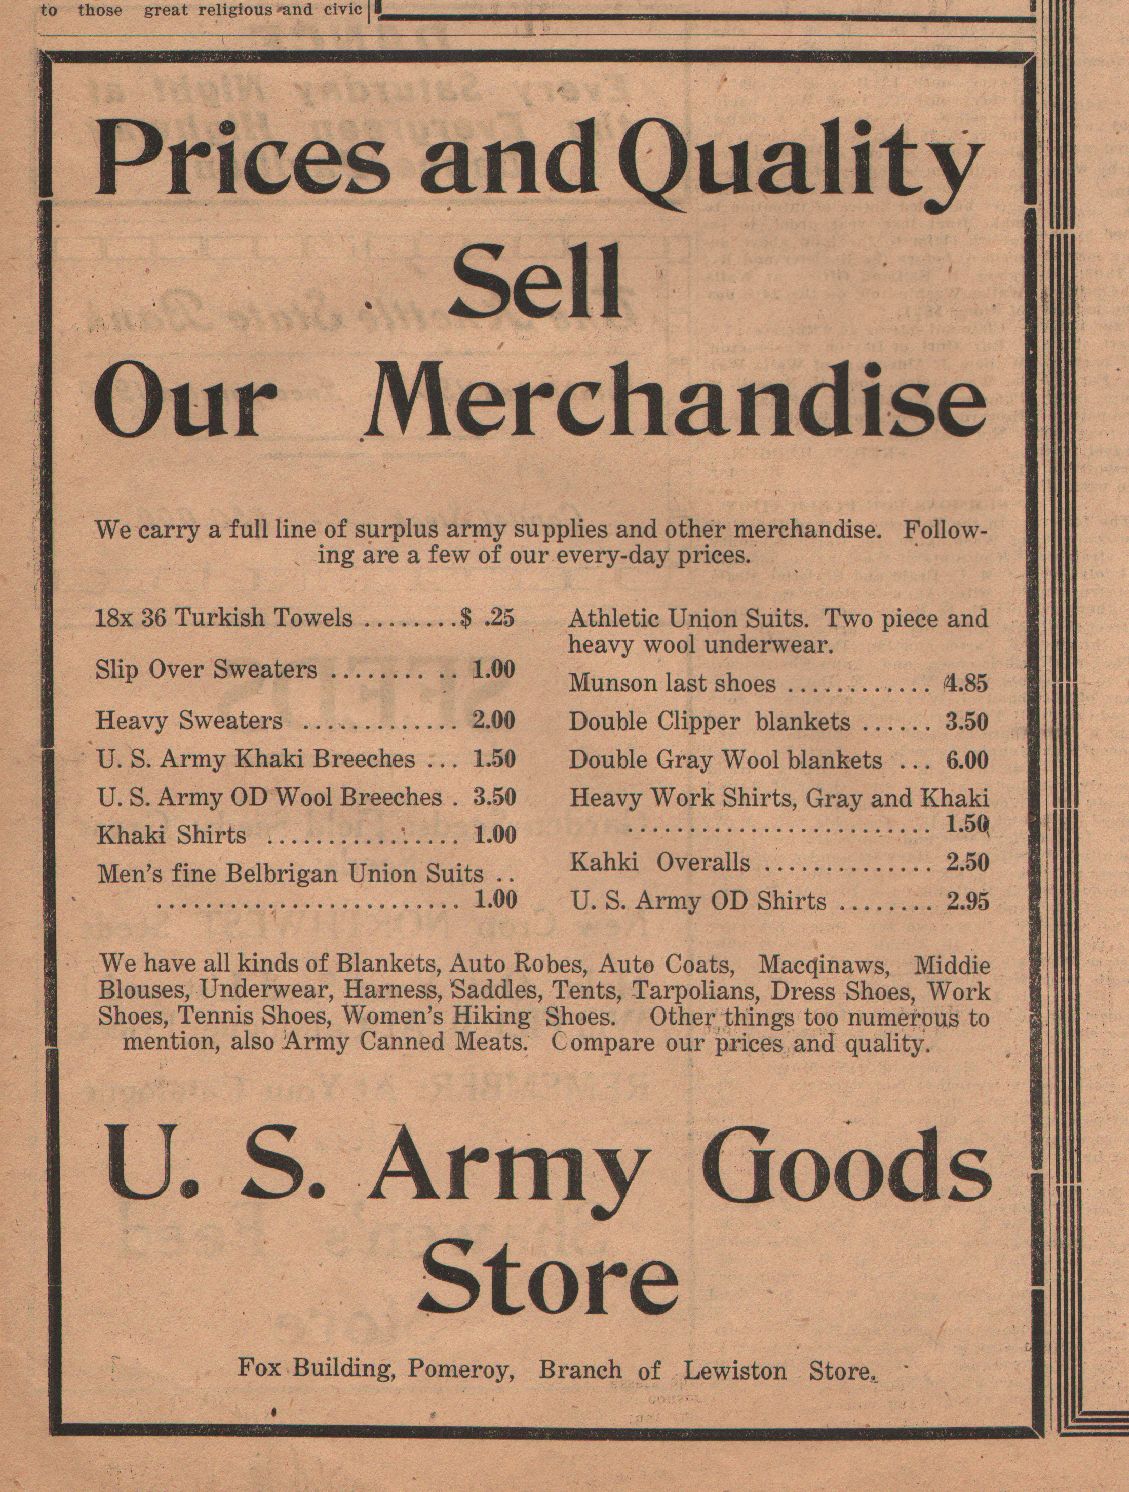 to those great religious and civic
Prices and Quality
Sell
Our Merchandise
We carry a full line of surplus army supplies and other merchandise. Follow-
ing are a few of our every-day prices.
18x 36 Turkish Towels ........$ .25
Slip Over Sweaters ........ .. 1.00
Heavy Sweaters ............. 2.00
U. S. Army Khaki Breeches ... 1.50
U. S. Army OD Wool Breeches . 3.50
Khaki Shirts ............... 1.00
Men's fine Belbrigan Union Suits ..
........................ 1.00
Athletic Union Suits. Two piece and
heavy wool underwear.
Munson last shoes ............ 4.85
Double Clipper blankets ...... 3.50
Double Gray Wool blankets ... 6.00
Heavy Work Shirts, Gray and Khaki
........................ 1.50
Kahki Overalls .............. 2.50
U. S. Army OD Shirts ........ 2.95
We have all kinds of Blankets, Auto Robes, Auto Coats, Macqinaws, Middie
Blouses, Underwear, Harness, Saddles, Tents, Tarpolians, Dress Shoes, Work
Shoes, Tennis Shoes, Women's Hiking Shoes. Other things too numerous to
mention, also Army Canned Meats. Compare our prices and quality.
U. S. Army Goods
Store
Fox Building, Pomeroy, Branch of Lewiston Store.